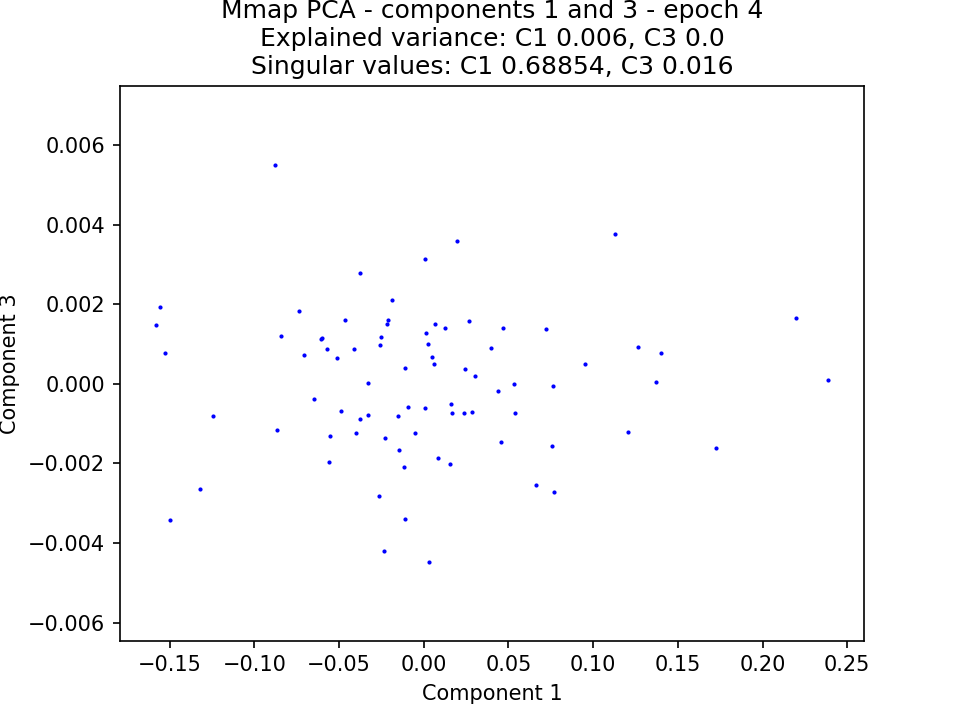 Mmap PCA - components 1 and 3 - epoch 4
Explained variance: C1 0.006, C3 0.0
Singular values: C1 0.68854, C3 0.016
0.006
0.004
0.002
0.000
−0.002
−0.004
−0.006
Component 3
−0.15 −0.10 −0.05 0.00 0.05 0.10 0.15 0.20 0.25
Component 1